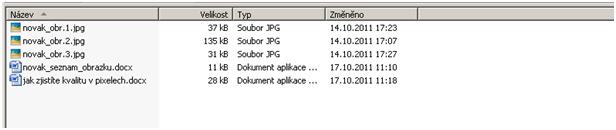 Název Velikost Typ Změněno
novak_obr.1.jpg 37 kB Soubor JPG 14.10.2011 17:23
novak_obr.2.jpg 135 kB Soubor JPG 14.10.2011 17:07
novak_obr.3.jpg 31 kB Soubor JPG 14.10.2011 17:27
novak_seznam_obrazku.docx 11 kB Dokument aplikace ... 17.10.2011 11:10
jak zjistíte kvalitu v pixelech.docx 28 kB Dokument aplikace ... 17.10.2011 11:18